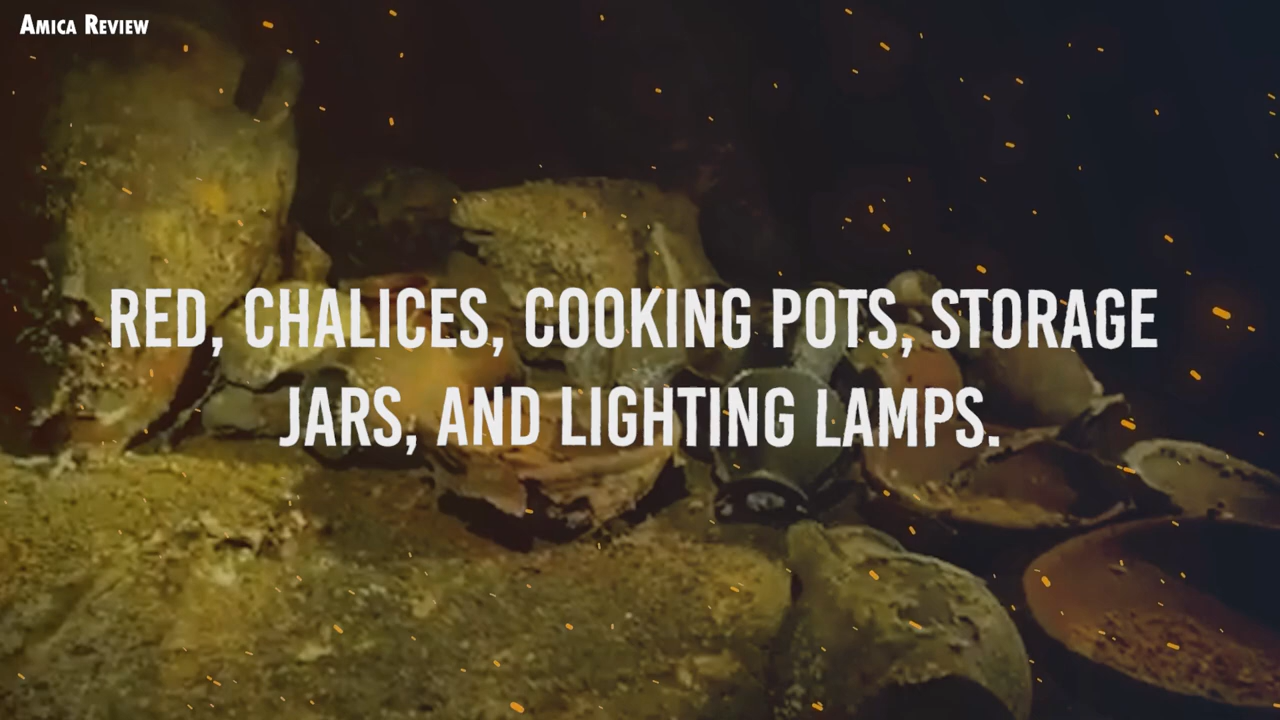 Amica Review
RED, CHALICES, COOKING POTS, STORAGE
JARS, AND LIGHTING LAMPS.